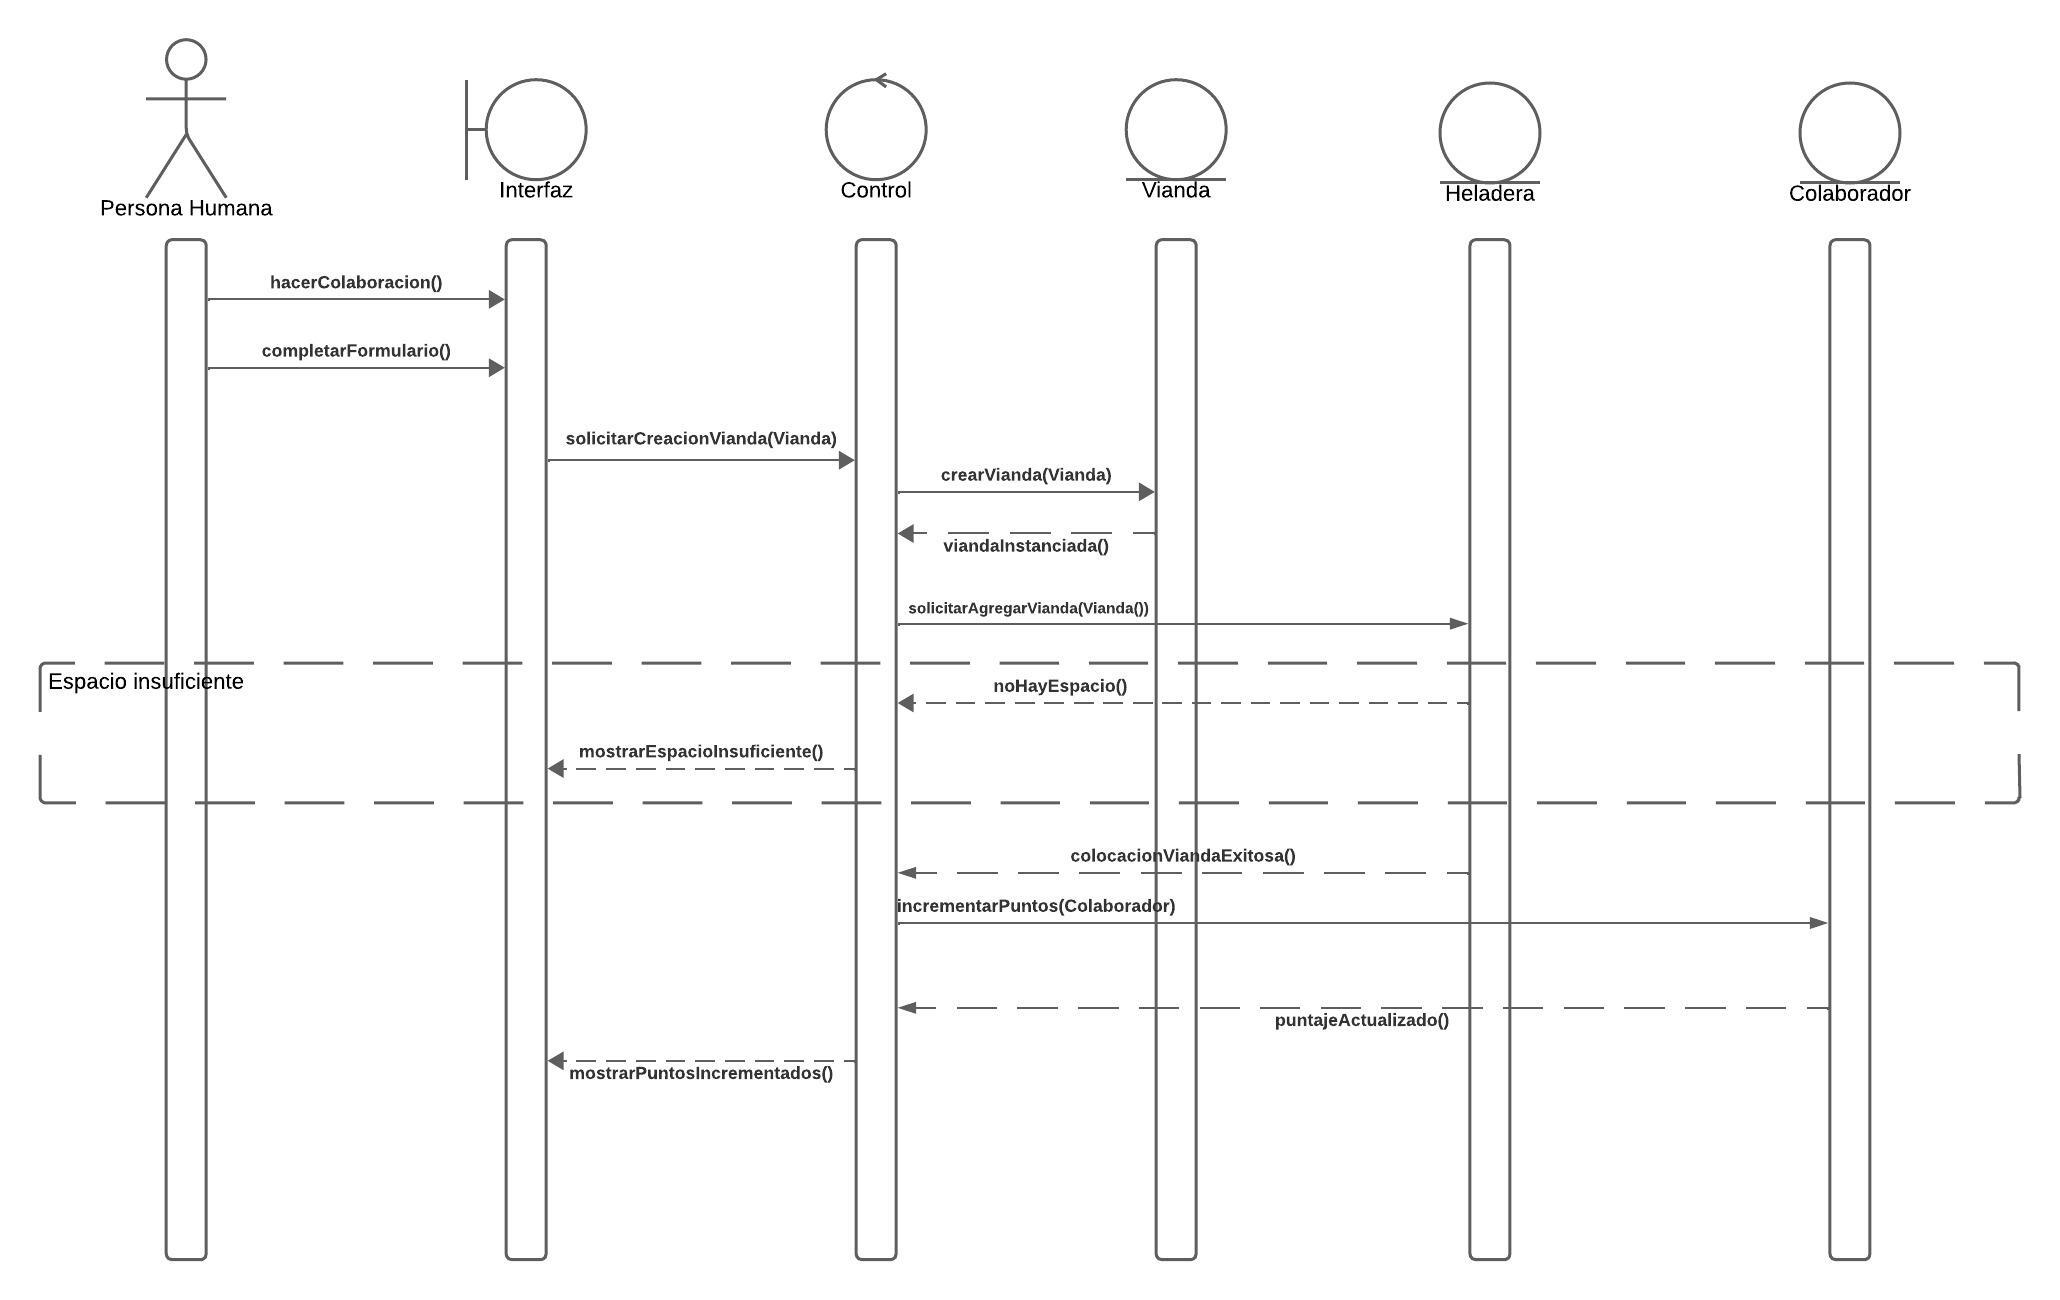 Persona Humana
Interfaz
Control
Vianda
Heladera
Colaborador
hacerColaboracion()
completarFormulario()
solicitarCreacionVianda(Vianda)
crearVianda(Vianda)
viandaInstanciada()
solicitarAgregarVianda(Vianda())
Espacio insuficiente
noHayEspacio()
mostrarEspacioInsuficiente()
colocacionViandaExitosa()
incrementarPuntos(Colaborador)
puntajeActualizado()
mostrarPuntosIncrementados()